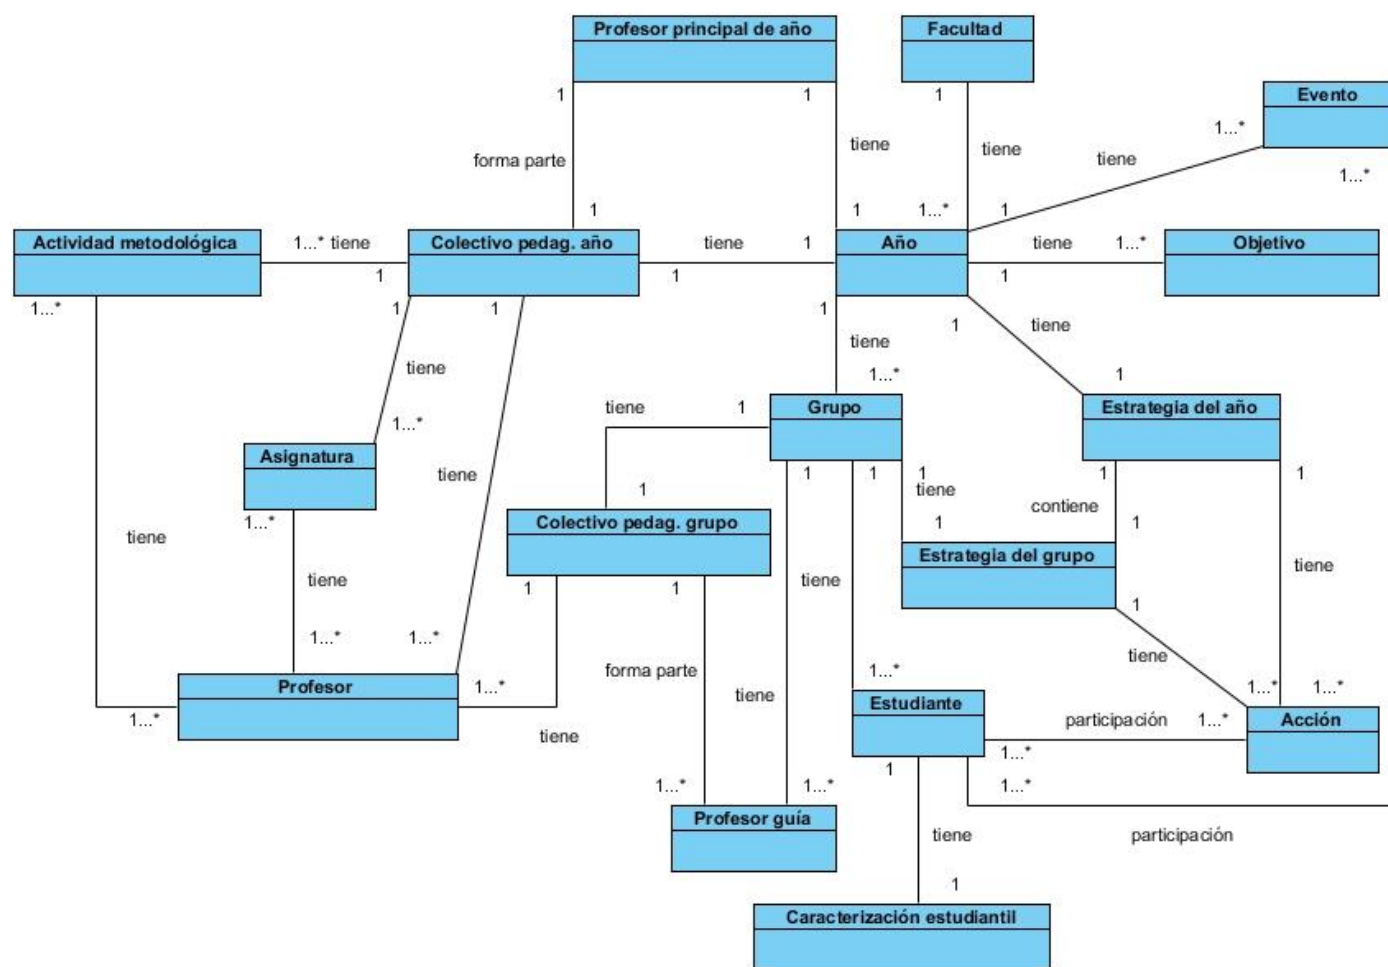 Profesor principal de año
Facultad
1
1
1
Evento
1...*
tiene
tiene
tiene
forma parte
1...*
1
1
1...*
1
Actividad metodológica
1...* tiene
Colectivo pedag. año
tiene
1
Año
tiene
1...*
Objetivo
1
1
1
1...*
1
1
1
1
tiene
tiene
tiene
1...*
1
Grupo
Estrategia del año
tiene
1
1...*
Asignatura
tiene
1
1
1
1
1
tiene
1
contiene
1...*
Colectivo pedag. grupo
1
1
tiene
Estrategia del grupo
tiene
tiene
tiene
1
1
1
1...*
1...*
forma parte
tiene
Profesor
1...*
1...*
tiene
1...*
1...*
Estudiante
participación
1...*
Acción
1...*
tiene
1...*
1
1...*
1...*
1...*
Profesor guía
tiene
participación
1
Caracterización estudiantil